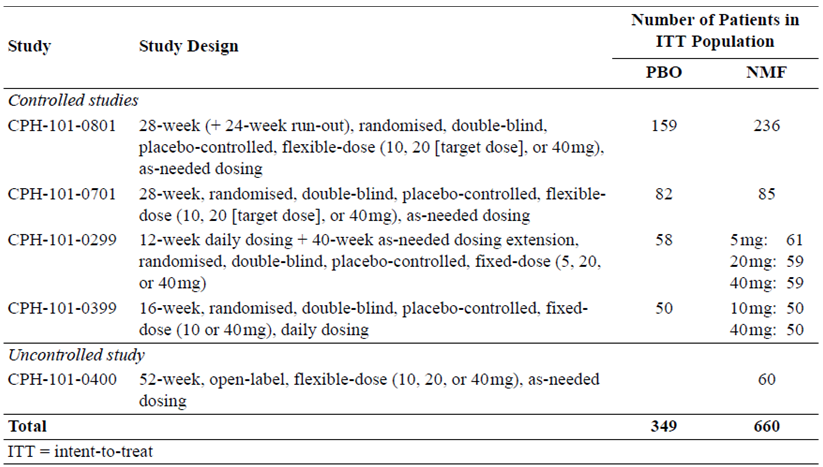 Number of Patients in
Study Study Design ITT Population
PBO NMF
Controlled studies
CPH-101-0801 28-week (+ 24-week run-out), randomised, double-blind, 159 236
placebo-controlled, flexible-dose (10, 20 [target dose], or 40mg),
as-needed dosing
CPH-101-0701 28-week, randomised, double-blind, placebo-controlled, flexible- 82 85
dose (10, 20 [target dose], or 40mg), as-needed dosing
CPH-101-0299 12-week daily dosing + 40-week as-needed dosing extension, 58 5mg: 61
randomised, double-blind, placebo-controlled, fixed-dose (5, 20, 20mg: 59
or 40mg) 40mg: 59
CPH-101-0399 16-week, randomised, double-blind, placebo-controlled, fixed- 50 10mg: 50
dose (10 or 40mg), daily dosing 40mg: 50
Uncontrolled study
CPH-101-0400 52-week, open-label, flexible-dose (10, 20, or 40mg), as-needed 60
dosing
Total 349 660
ITT = intent-to-treat